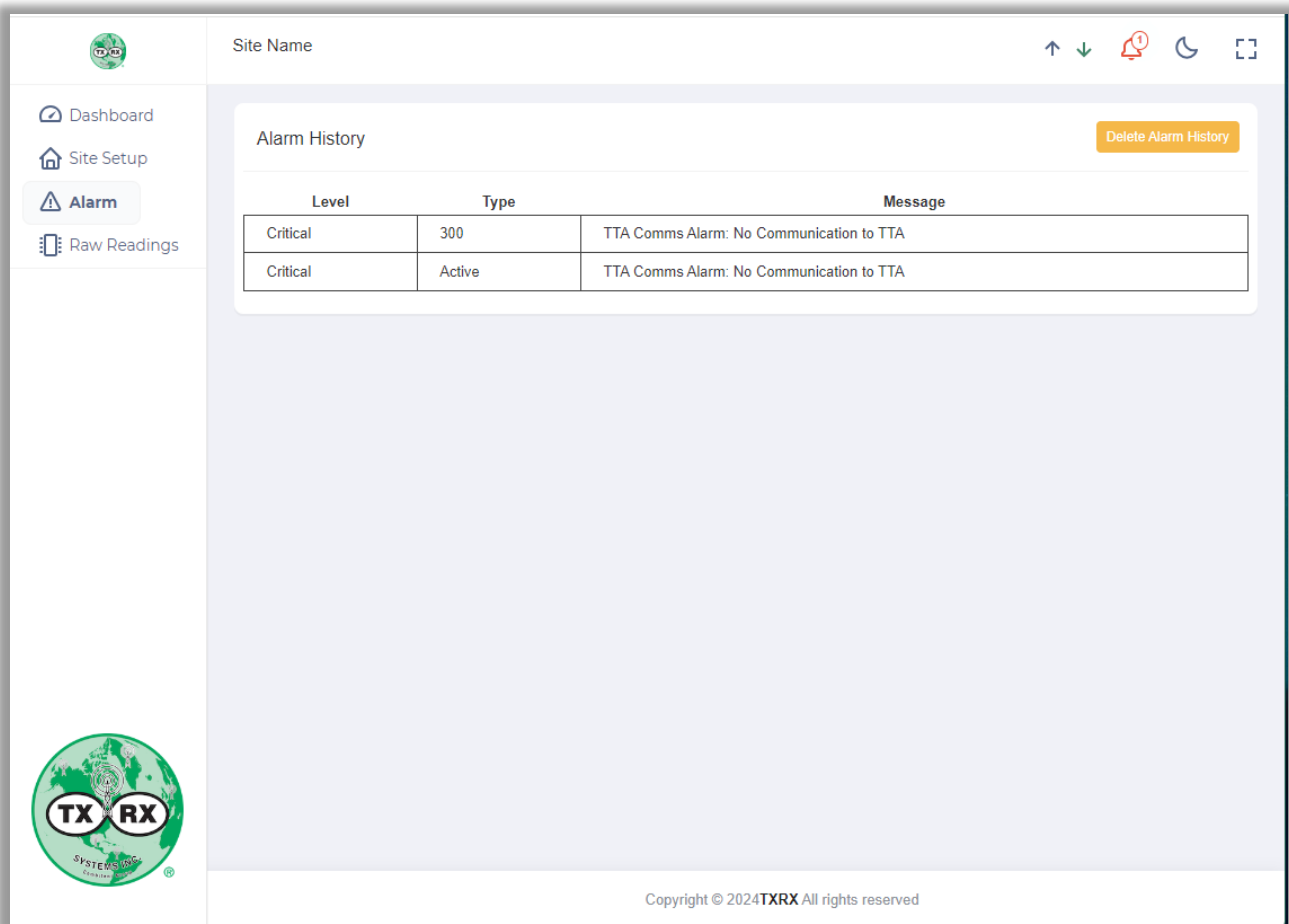 TX RX
Site Name
1
Dashboard
Site Setup
Alarm
Raw Readings
Alarm History
Delete Alarm History
Level Type Message
Critical 300 TTA Comms Alarm: No Communication to TTA
Critical Active TTA Comms Alarm: No Communication to TTA
TX RX
SYSTEMS INC.
®
Copyright © 2024TXRX All rights reserved